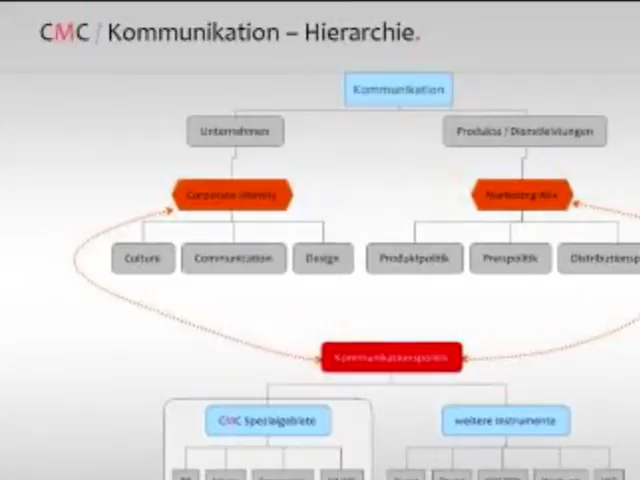 CMC / Kommunikation – Hierarchie.
Kommunikation
Unternehmen
Produkte / Dienstleistungen
Corporate Identity
Marketing-Mix
Culture
Communication
Design
Produktpolitik
Preispolitik
Kommunikationspolitik
CMC Spezialgebiete
weitere Instrumente